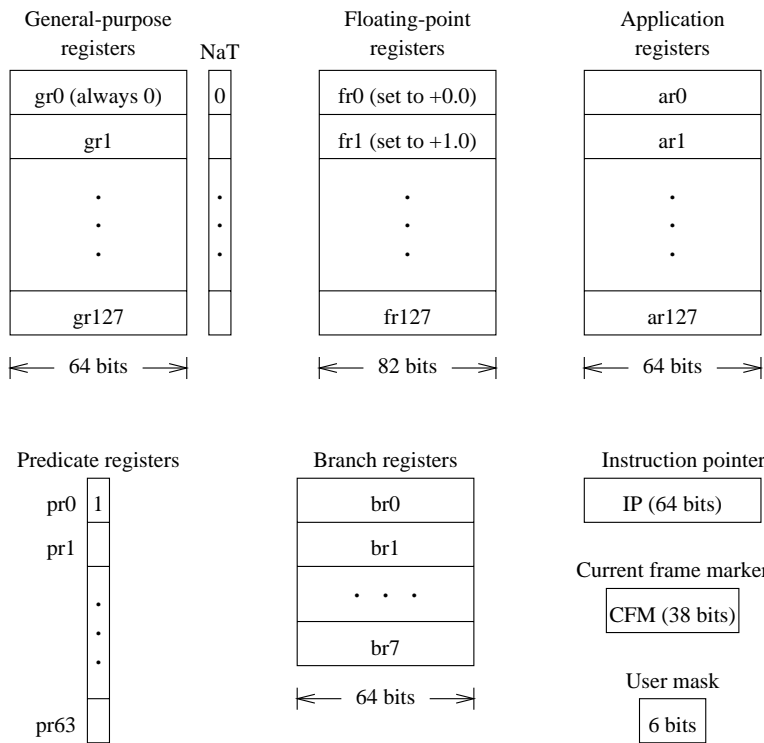 General-purpose
registers
NaT
gr0 (always 0)
0
gr1
gr127
64 bits
Floating-point
registers
fr0 (set to +0.0)
fr1 (set to +1.0)
fr127
82 bits
Application
registers
ar0
ar1
ar127
64 bits
Predicate registers
pr0
1
pr1
pr63
Branch registers
br0
br1
br7
64 bits
Instruction pointer
IP (64 bits)
Current frame marker
CFM (38 bits)
User mask
6 bits